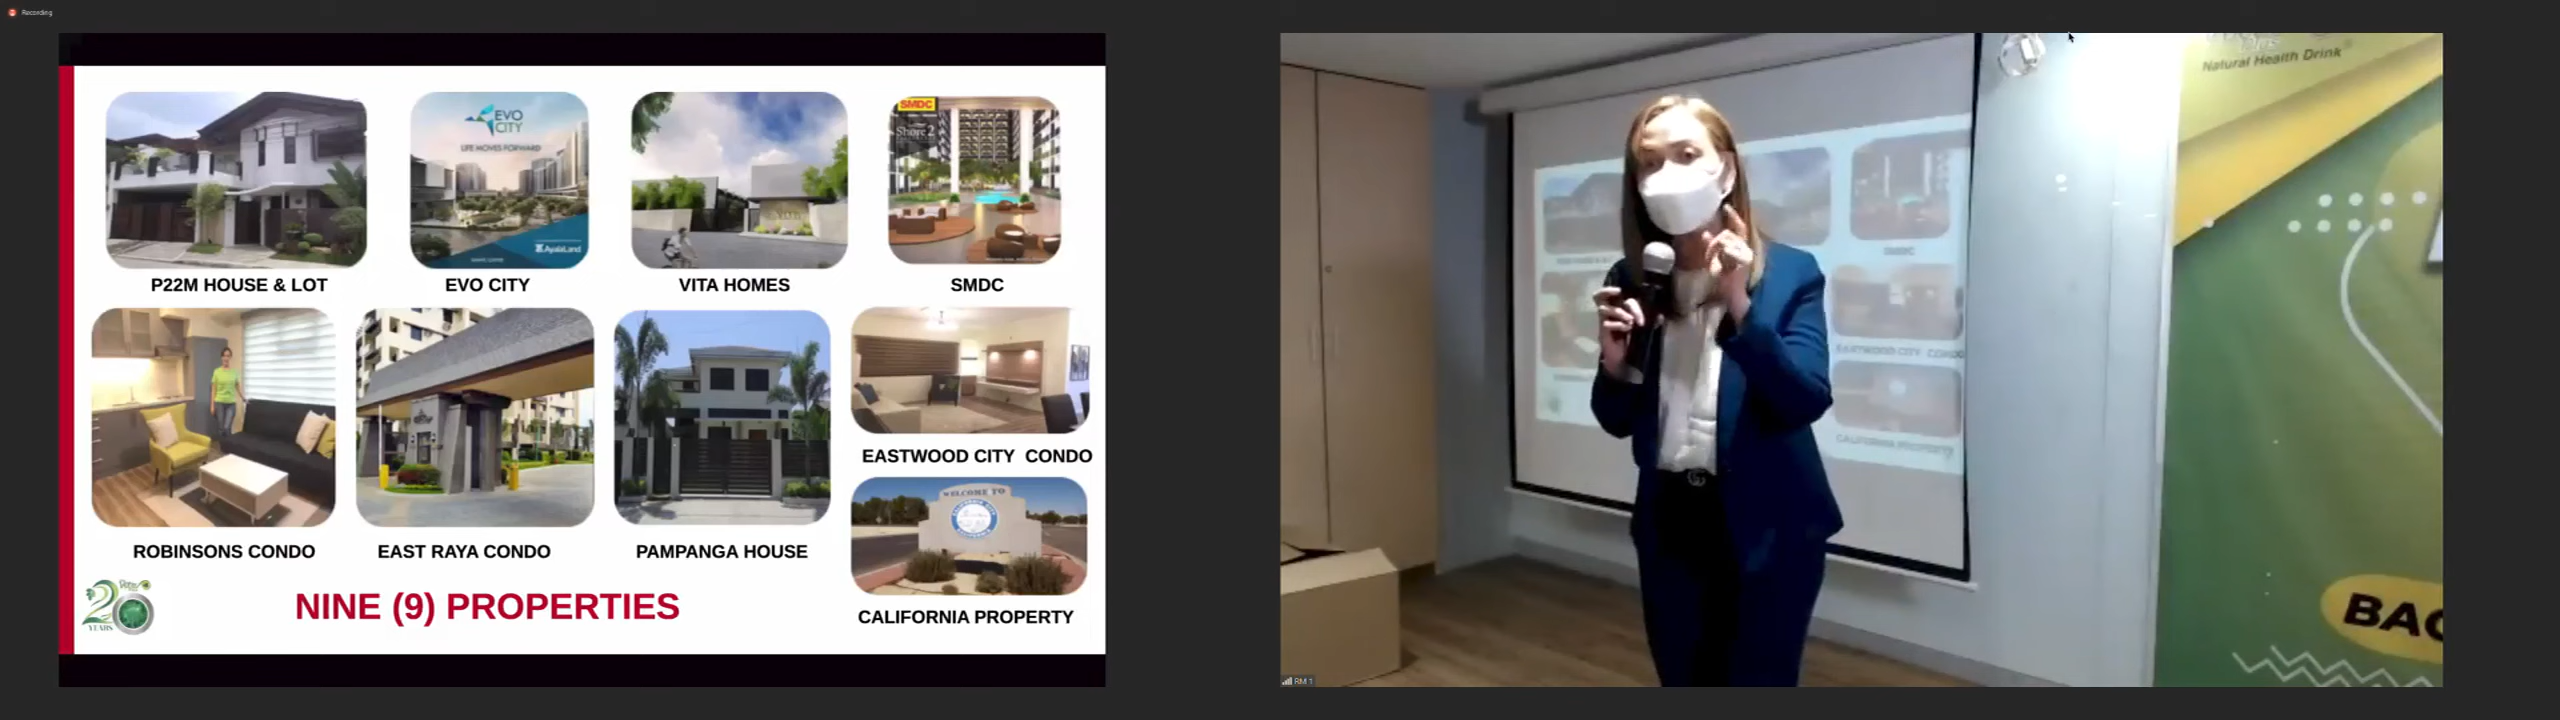 Recording
EVO
CITY
LIFE MOVES FORWARD
AyalaLand
SMDC
Shore 2
P22M HOUSE & LOT
EVO CITY
VITA HOMES
SMDC
WELCOME TO
EASTWOOD CITY CONDO
ROBINSONS CONDO
EAST RAYA CONDO
PAMPANGA HOUSE
CALIFORNIA PROPERTY
20
YEARS
NINE (9) PROPERTIES
Natural Health Drink
SMDC
EASTWOOD CITY CONDO
CALIFORNIA PROPERTY
BAC
RM 1